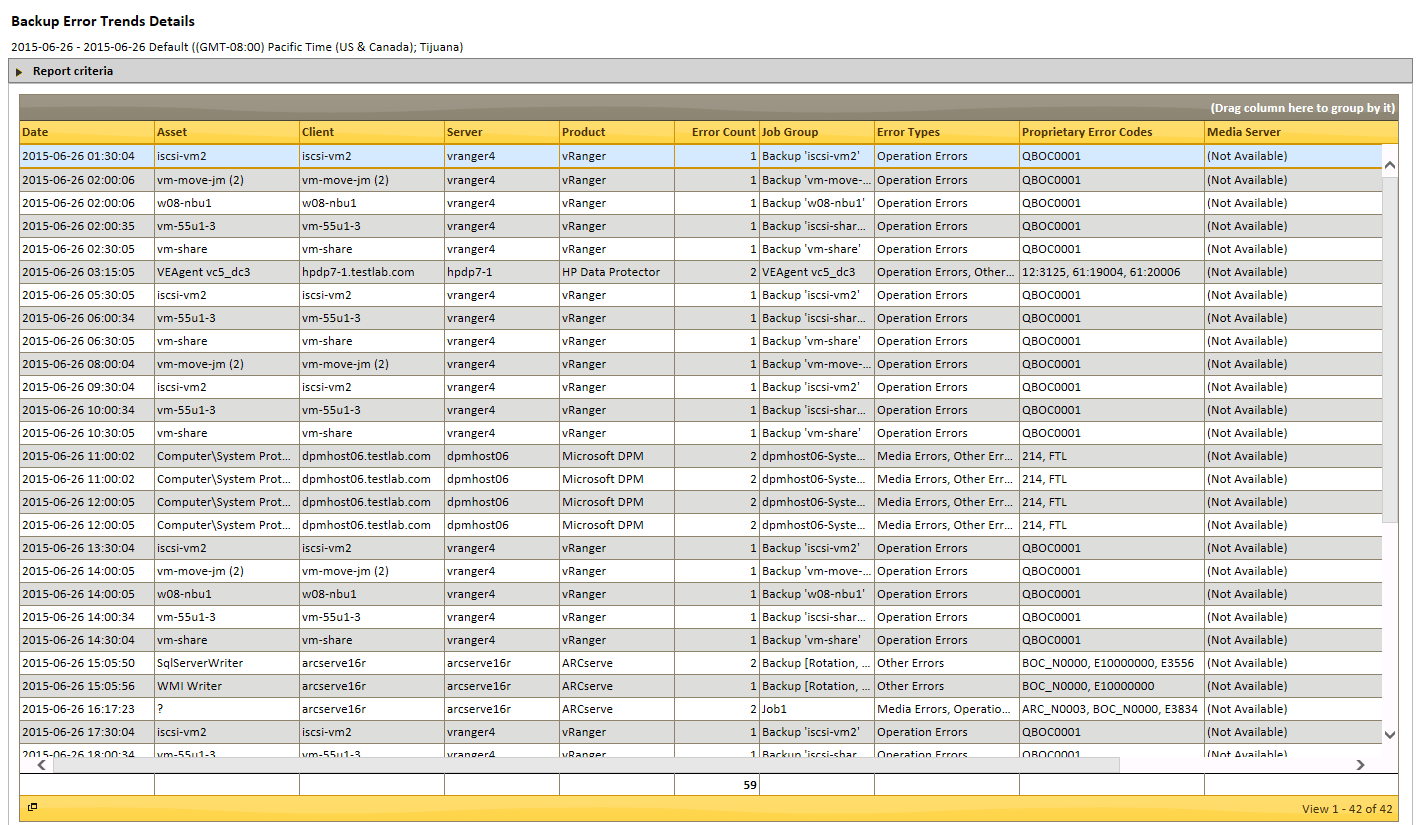 Backup Error Trends Details
2015-06-26 - 2015-06-26 Default ((GMT-08:00) Pacific Time (US & Canada); Tijuana)
Report criteria
(Drag column here to group by it)
Date Asset Client Server Product Error Count Job Group Error Types Proprietary Error Codes Media Server
2015-06-26 01:30:04 iscsi-vm2 iscsi-vm2 vranger4 vRanger 1 Backup 'iscsi-vm2' Operation Errors QBOC0001 (Not Available)
2015-06-26 02:00:06 vm-move-jm (2) vm-move-jm (2) vranger4 vRanger 1 Backup 'vm-move-... Operation Errors QBOC0001 (Not Available)
2015-06-26 02:00:06 w08-nbu1 w08-nbu1 vranger4 vRanger 1 Backup 'w08-nbu1' Operation Errors QBOC0001 (Not Available)
2015-06-26 02:00:35 vm-55u1-3 vm-55u1-3 vranger4 vRanger 1 Backup 'iscsi-shar... Operation Errors QBOC0001 (Not Available)
2015-06-26 02:30:05 vm-share vm-share vranger4 vRanger 1 Backup 'vm-share' Operation Errors QBOC0001 (Not Available)
2015-06-26 03:15:05 VEAgent vc5_dc3 hpdp7-1.testlab.com hpdp7-1 HP Data Protector 2 VEAgent vc5_dc3 Operation Errors, Other... 12:3125, 61:19004, 61:20006 (Not Available)
2015-06-26 05:30:05 iscsi-vm2 iscsi-vm2 vranger4 vRanger 1 Backup 'iscsi-vm2' Operation Errors QBOC0001 (Not Available)
2015-06-26 06:00:34 vm-55u1-3 vm-55u1-3 vranger4 vRanger 1 Backup 'iscsi-shar... Operation Errors QBOC0001 (Not Available)
2015-06-26 06:30:05 vm-share vm-share vranger4 vRanger 1 Backup 'vm-share' Operation Errors QBOC0001 (Not Available)
2015-06-26 08:00:04 vm-move-jm (2) vm-move-jm (2) vranger4 vRanger 1 Backup 'vm-move-... Operation Errors QBOC0001 (Not Available)
2015-06-26 09:30:04 iscsi-vm2 iscsi-vm2 vranger4 vRanger 1 Backup 'iscsi-vm2' Operation Errors QBOC0001 (Not Available)
2015-06-26 10:00:34 vm-55u1-3 vm-55u1-3 vranger4 vRanger 1 Backup 'iscsi-shar... Operation Errors QBOC0001 (Not Available)
2015-06-26 10:30:05 vm-share vm-share vranger4 vRanger 1 Backup 'vm-share' Operation Errors QBOC0001 (Not Available)
2015-06-26 11:00:02 Computer\System Prot... dpmhost06.testlab.com dpmhost06 Microsoft DPM 2 dpmhost06-Syste... Media Errors, Other Err... 214, FTL (Not Available)
2015-06-26 11:00:02 Computer\System Prot... dpmhost06.testlab.com dpmhost06 Microsoft DPM 2 dpmhost06-Syste... Media Errors, Other Err... 214, FTL (Not Available)
2015-06-26 12:00:05 Computer\System Prot... dpmhost06.testlab.com dpmhost06 Microsoft DPM 2 dpmhost06-Syste... Media Errors, Other Err... 214, FTL (Not Available)
2015-06-26 12:00:05 Computer\System Prot... dpmhost06.testlab.com dpmhost06 Microsoft DPM 2 dpmhost06-Syste... Media Errors, Other Err... 214, FTL (Not Available)
2015-06-26 13:30:04 iscsi-vm2 iscsi-vm2 vranger4 vRanger 1 Backup 'iscsi-vm2' Operation Errors QBOC0001 (Not Available)
2015-06-26 14:00:05 vm-move-jm (2) vm-move-jm (2) vranger4 vRanger 1 Backup 'vm-move-... Operation Errors QBOC0001 (Not Available)
2015-06-26 14:00:05 w08-nbu1 w08-nbu1 vranger4 vRanger 1 Backup 'w08-nbu1' Operation Errors QBOC0001 (Not Available)
2015-06-26 14:00:34 vm-55u1-3 vm-55u1-3 vranger4 vRanger 1 Backup 'iscsi-shar... Operation Errors QBOC0001 (Not Available)
2015-06-26 14:30:04 vm-share vm-share vranger4 vRanger 1 Backup 'vm-share' Operation Errors QBOC0001 (Not Available)
2015-06-26 15:05:50 SqlServerWriter arcserve16r arcserve16r ARCserve 2 Backup [Rotation, ... Other Errors BOC_N0000, E10000000, E3556 (Not Available)
2015-06-26 15:05:56 WMI Writer arcserve16r arcserve16r ARCserve 1 Backup [Rotation, ... Other Errors BOC_N0000, E10000000 (Not Available)
2015-06-26 16:17:23 ? arcserve16r arcserve16r ARCserve 2 Job1 Media Errors, Operatio... ARC_N0003, BOC_N0000, E3834 (Not Available)
2015-06-26 17:30:04 iscsi-vm2 iscsi-vm2 vranger4 vRanger 1 Backup 'iscsi-vm2' Operation Errors QBOC0001 (Not Available)
2015-06-26 18:00:34 vm-55u1-3 vm-55u1-3 vranger4 vRanger 1 Backup 'iscsi-shar... Operation Errors QBOC0001 (Not Available)
59
View 1 - 42 of 42